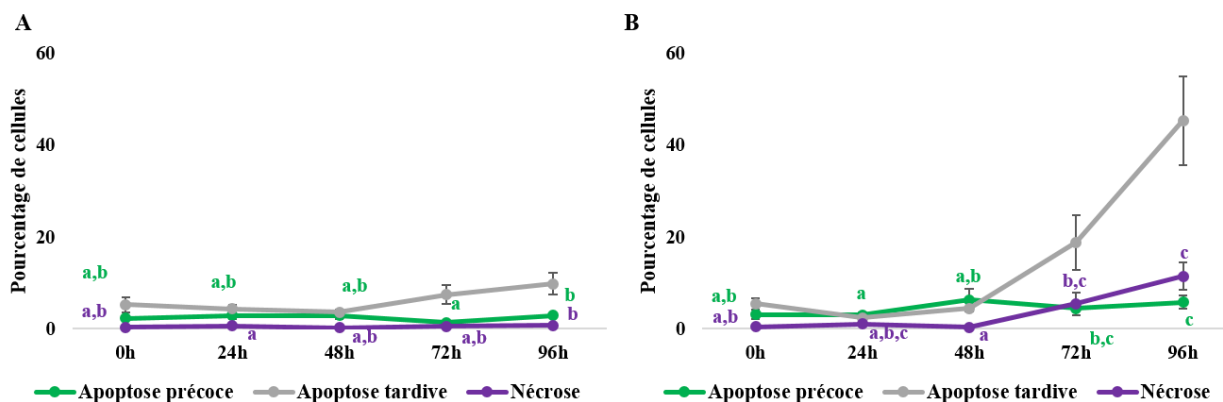 A
Pourcentage de cellules
60
40
20
0
a,b
a,b
a,b
a
b
a,b
a
a,b
a,b
b
0h 24h 48h 72h 96h
Apoptose précoce Apoptose tardive Nécrose
B
Pourcentage de cellules
60
40
20
0
a,b
a
a,b
b,c
c
a,b
a,b,c
a
b,c
c
0h 24h 48h 72h 96h
Apoptose précoce Apoptose tardive Nécrose